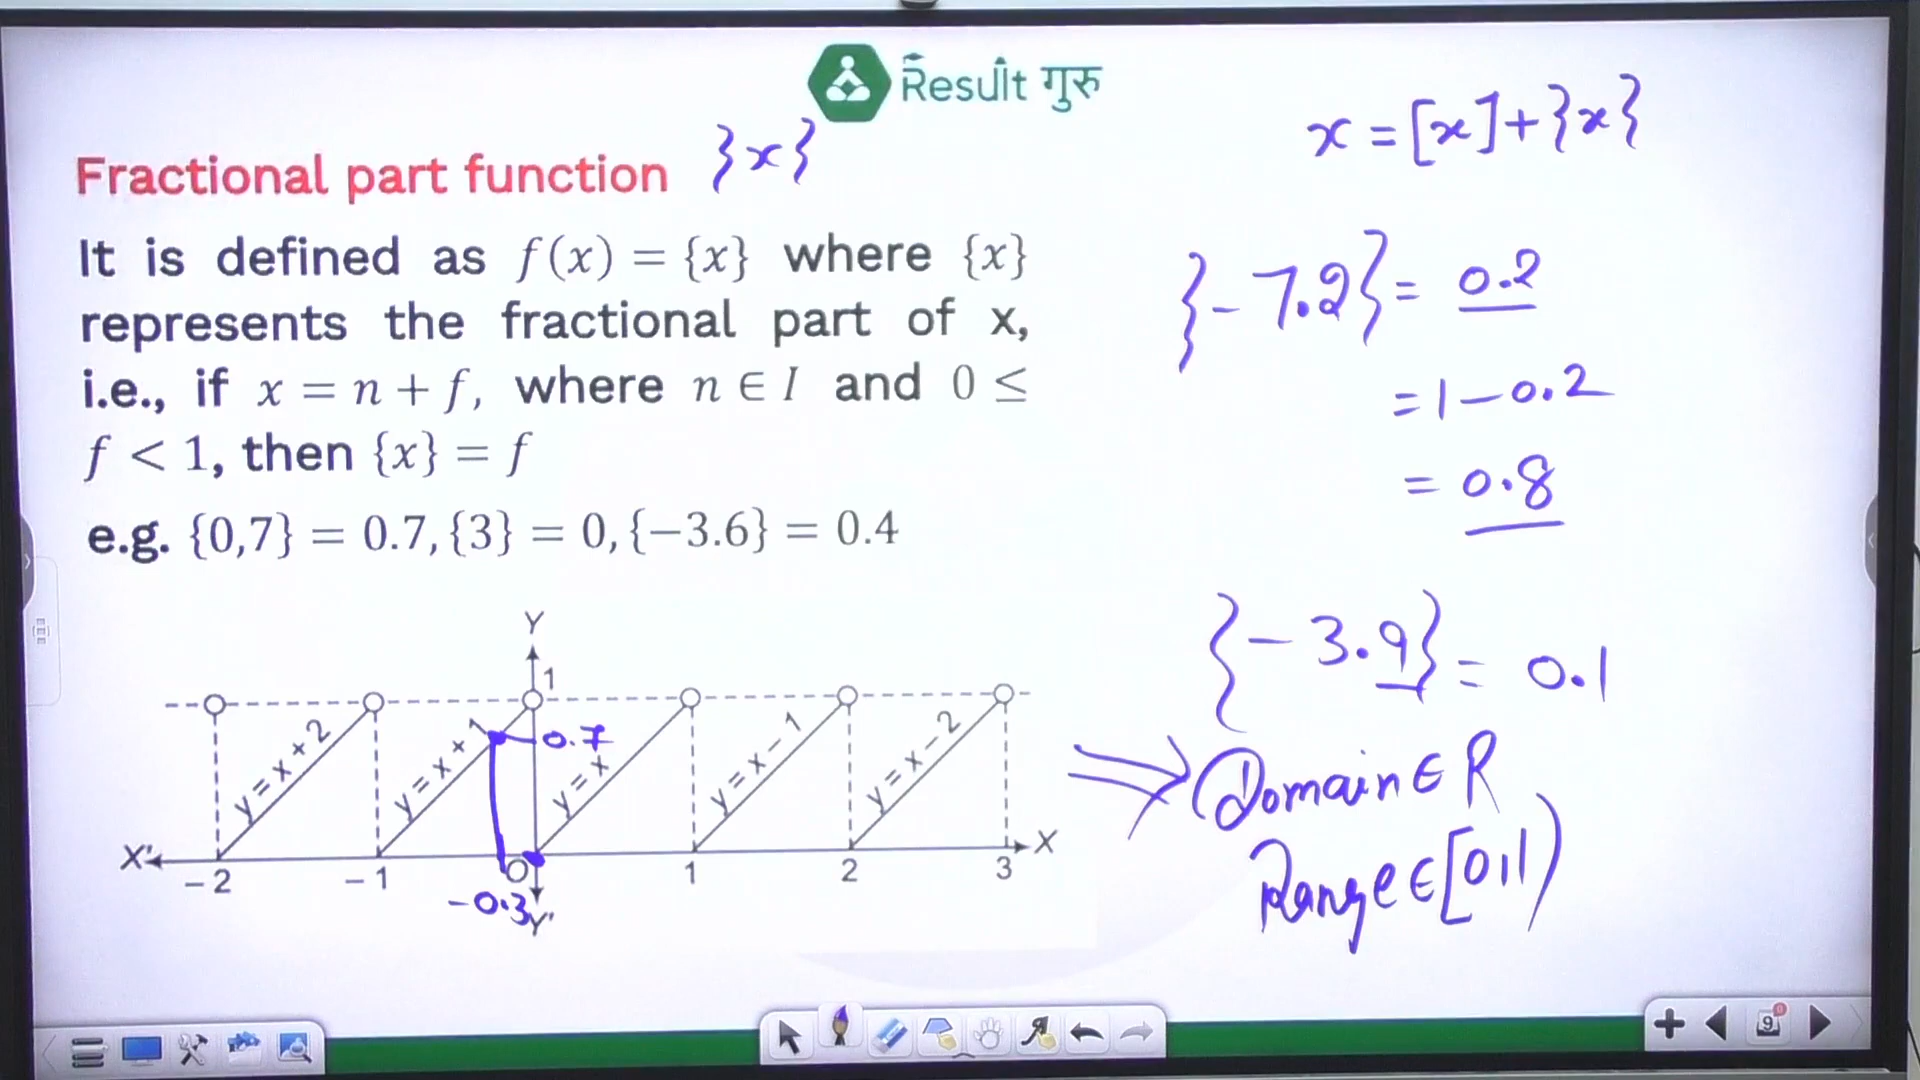 Result गुरु
Fractional part function {x}
It is defined as f(x) = {x} where {x}
represents the fractional part of x,
i.e., if x = n + f, where n ∈ I and 0 ≤
f < 1, then {x} = f
e.g. {0,7} = 0.7, {3} = 0, {−3.6} = 0.4
Y
1
y = x + 2
y = x + 1
0.7
y = x
y = x − 1
y = x − 2
X'
X
−2
−1
O
1
2
3
−0.3
Y'
x = [x] + {x}
{−7.2} = 0.2
= 1 − 0.2
= 0.8
{−3.9} = 0.1
Domain ∈ R
Range ∈ [0,1)
9